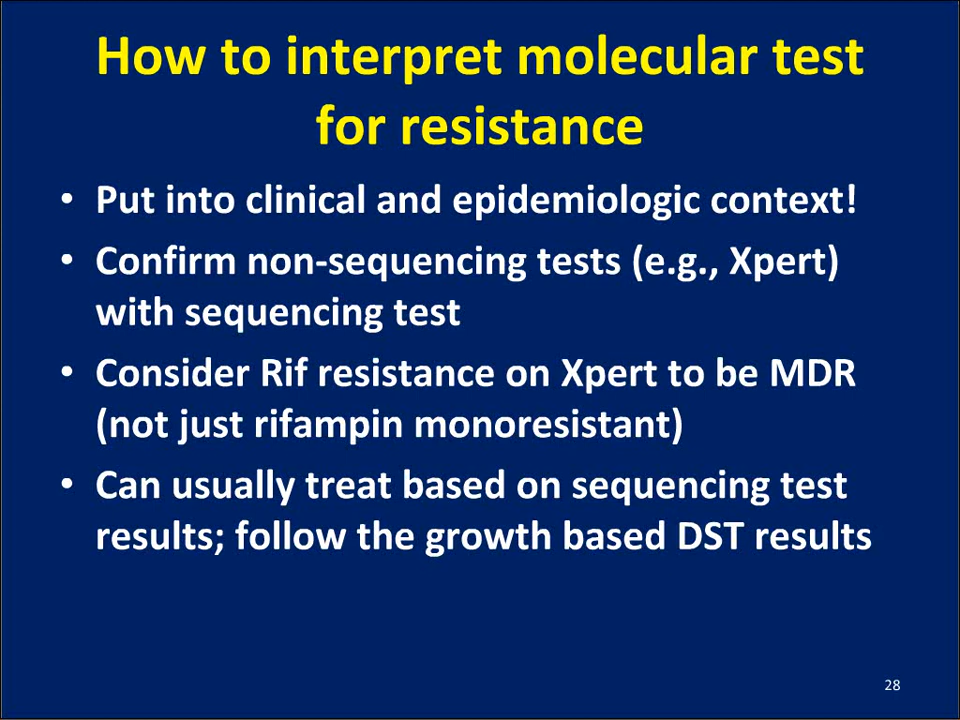 How to interpret molecular test
for resistance
• Put into clinical and epidemiologic context!
• Confirm non-sequencing tests (e.g., Xpert)
with sequencing test
• Consider Rif resistance on Xpert to be MDR
(not just rifampin monoresistant)
• Can usually treat based on sequencing test
results; follow the growth based DST results
28